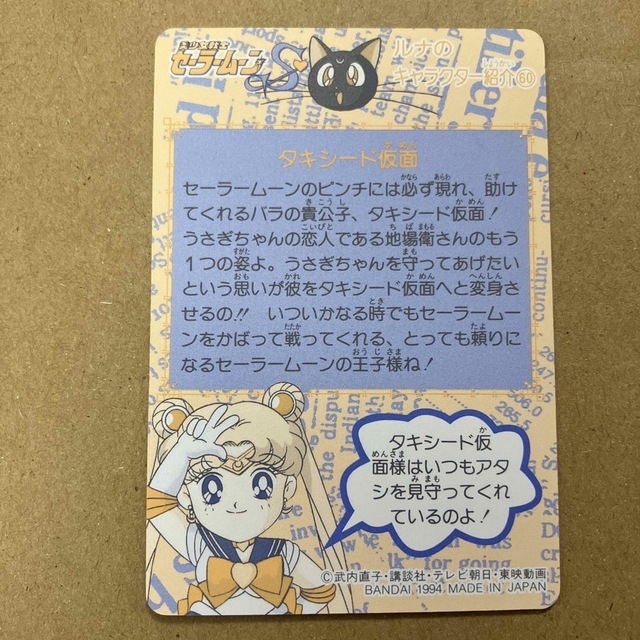 美少女戦士
セーラームーンS
ルナの
キャラクター紹介60
タキシード仮面
セーラームーンのピンチには必ず現れ、助け
てくれるバラの貴公子、タキシード仮面！
うさぎちゃんの恋人である地場衛さんのもう
1つの姿よ。うさぎちゃんを守ってあげたい
という思いが彼をタキシード仮面へと変身さ
せるの!! いついかなる時でもセーラームー
ンをかばって戦ってくれる、とっても頼りに
なるセーラームーンの王子様ね！
タキシード仮
面様はいつもアタ
シを見守ってくれ
ているのよ！
©武内直子・講談社・テレビ朝日・東映動画
BANDAI 1994 MADE IN JAPAN